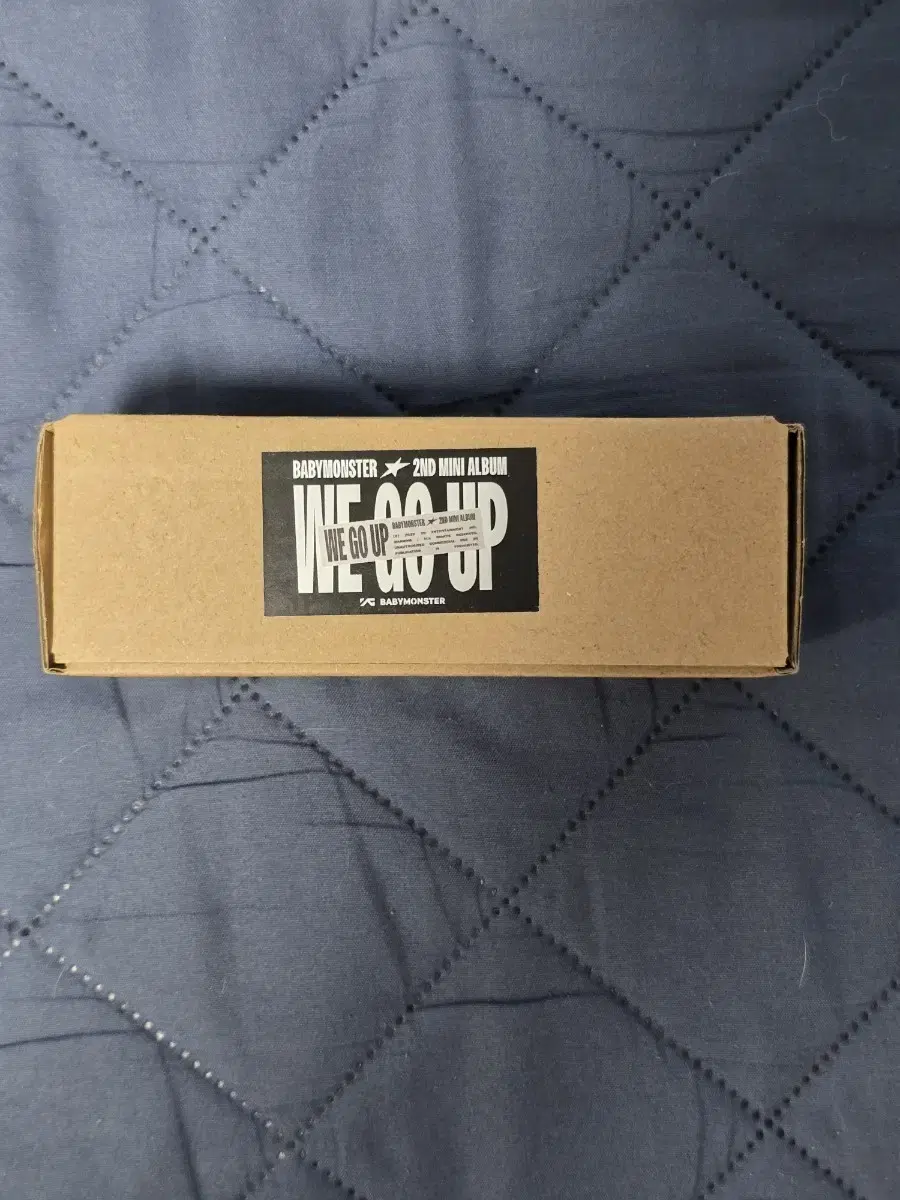 BABYMONSTER ★ 2ND MINI ALBUM
WE GO UP
WE GO UP
BABYMONSTER ★ 2ND MINI ALBUM
YG BABYMONSTER